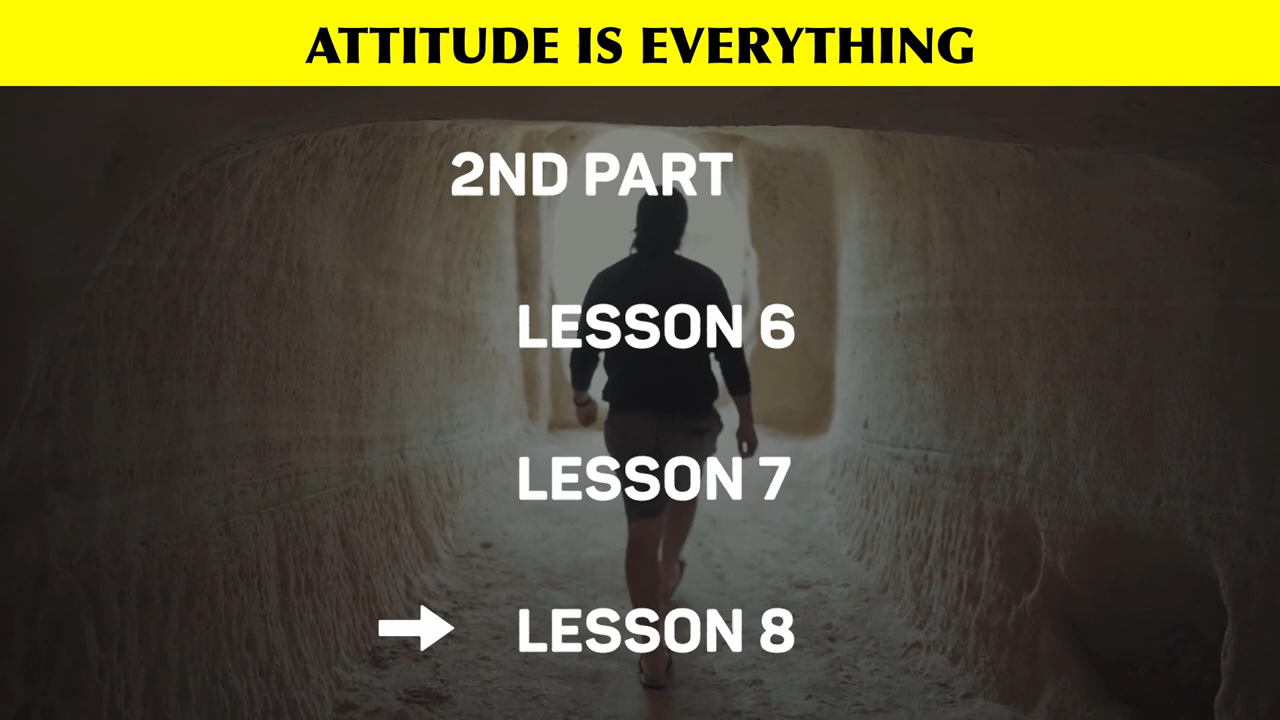 ATTITUDE IS EVERYTHING
2ND PART
LESSON 6
LESSON 7
LESSON 8